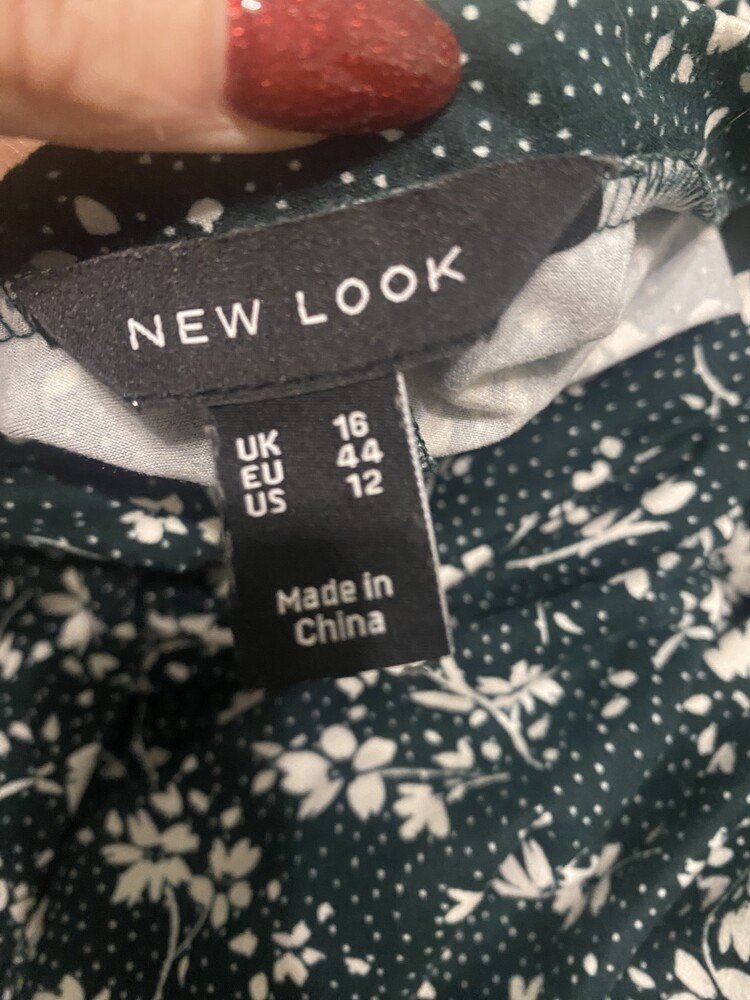 NEW LOOK
UK 16
EU 44
US 12
Made in
China